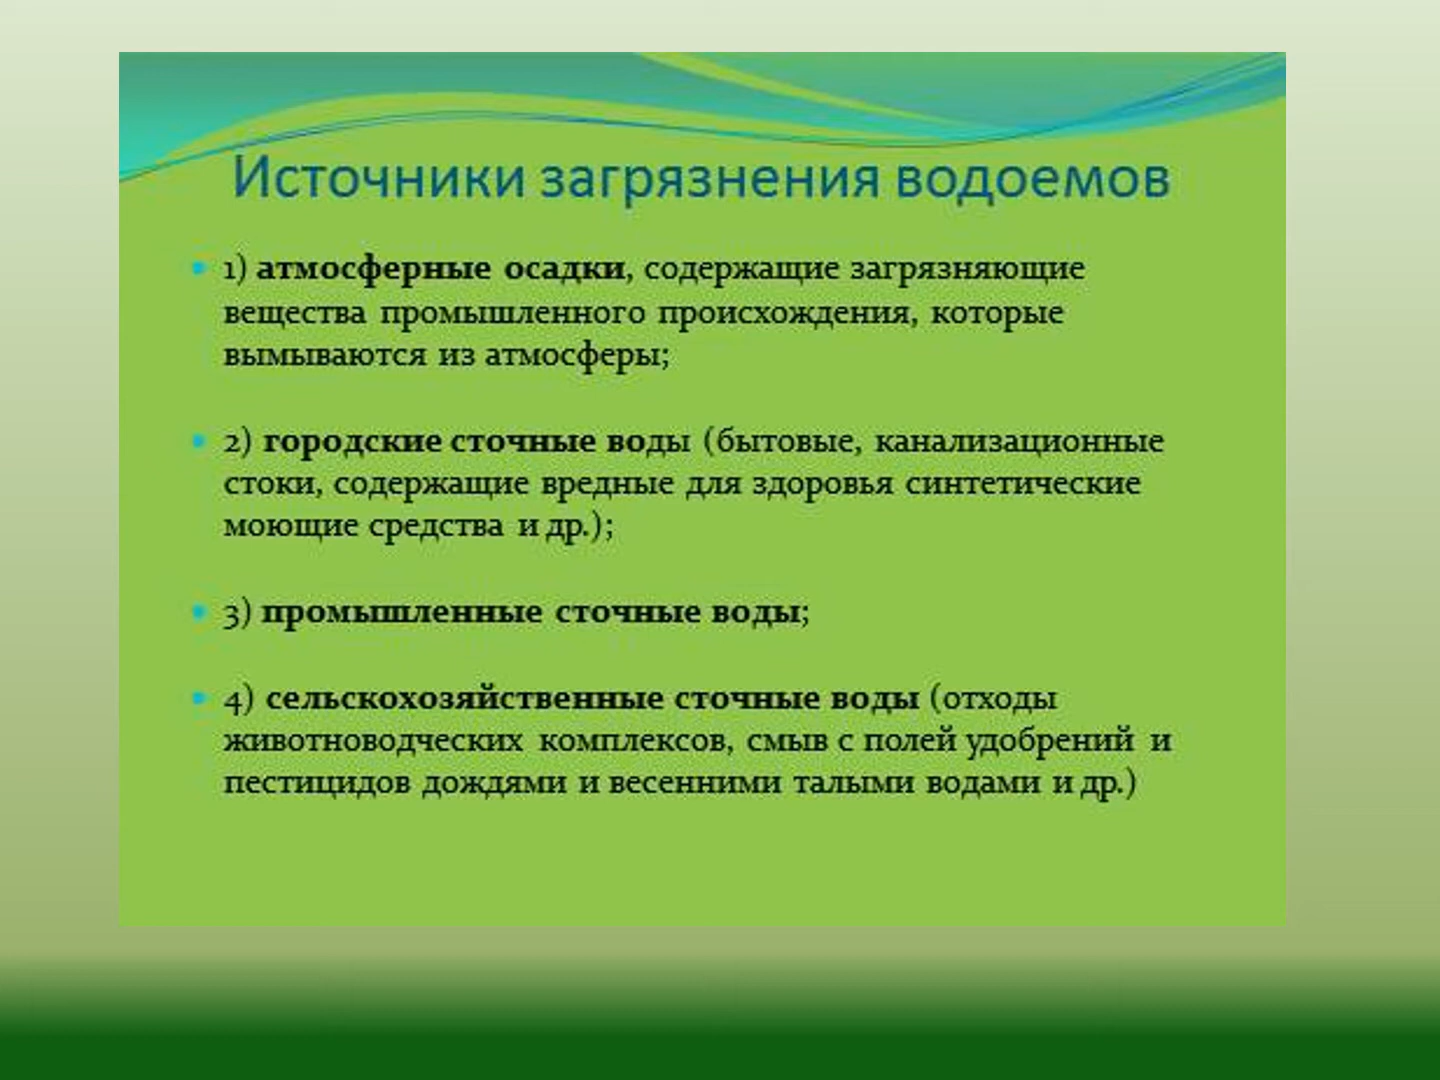 Источники загрязнения водоемов
• 1) атмосферные осадки, содержащие загрязняющие
вещества промышленного происхождения, которые
вымываются из атмосферы;
• 2) городские сточные воды (бытовые, канализационные
стоки, содержащие вредные для здоровья синтетические
моющие средства и др.);
• 3) промышленные сточные воды;
• 4) сельскохозяйственные сточные воды (отходы
животноводческих комплексов, смыв с полей удобрений и
пестицидов дождями и весенними талыми водами и др.)